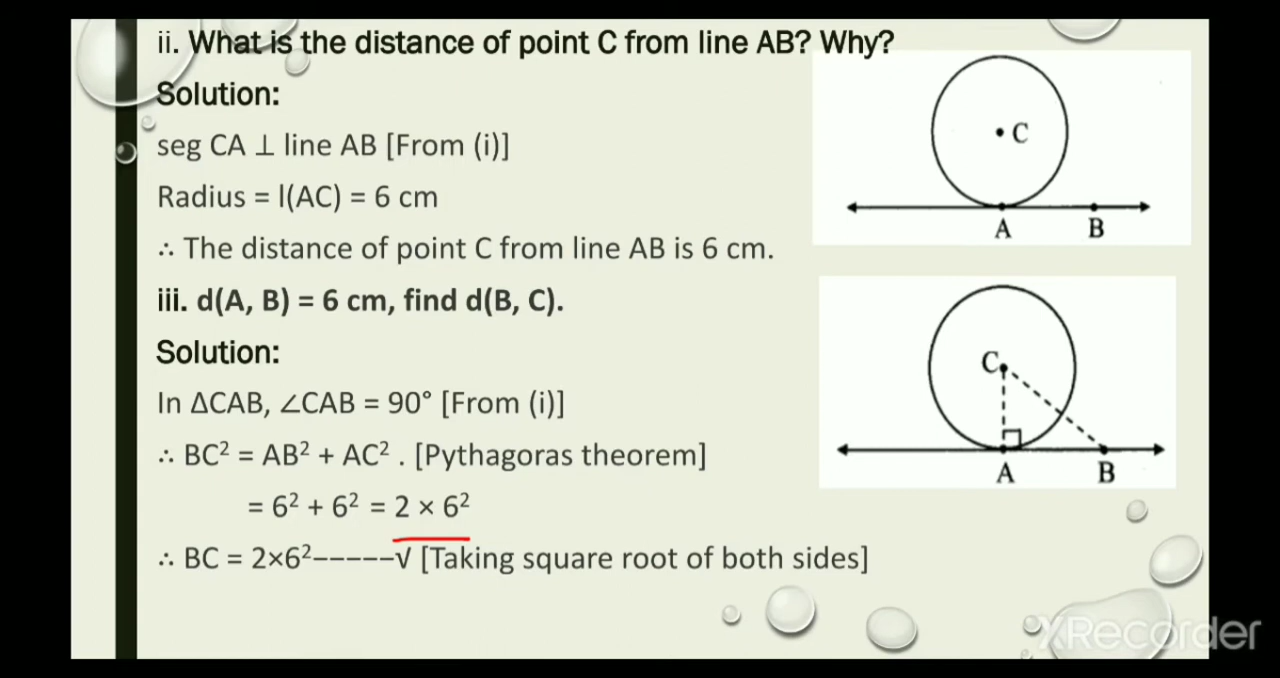 ii. What is the distance of point C from line AB? Why?
Solution:
seg CA ⊥ line AB [From (i)]
Radius = l(AC) = 6 cm
∴ The distance of point C from line AB is 6 cm.
iii. d(A, B) = 6 cm, find d(B, C).
Solution:
In ΔCAB, ∠CAB = 90° [From (i)]
∴ BC² = AB² + AC² . [Pythagoras theorem]
= 6² + 6² = 2 × 6²
∴ BC = 2×6²−−−−−√ [Taking square root of both sides]
C
A B
C
A B
XRecorder